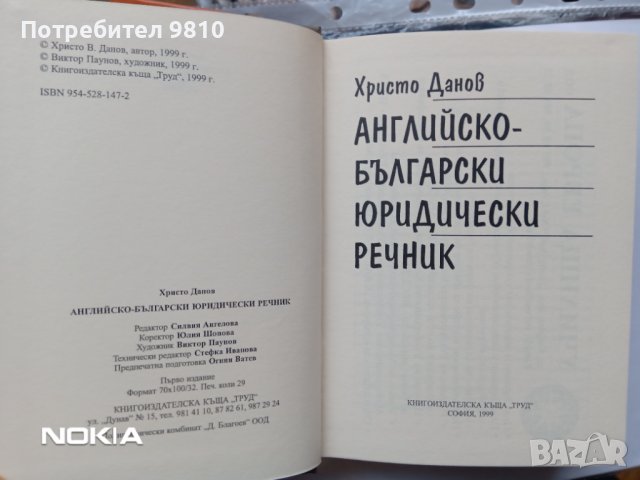 Потребител 9810
© Христо В. Данов, автор, 1999 г.
© Виктор Паунов, художник, 1999 г.
© Книгоиздателска къща „Труд", 1999 г.
ISBN 954-528-147-2
Христо Данов
АНГЛИЙСКО-БЪЛГАРСКИ ЮРИДИЧЕСКИ РЕЧНИК
Редактор Силвия Ангелова
Коректор Юлия Шопова
Художник Виктор Паунов
Технически редактор Стефка Иванова
Предпечатна подготовка Огнян Ватев
Първо издание
Формат 70x100/32. Печ. коли 29
КНИГОИЗДАТЕЛСКА КЪЩА „ТРУД"
ул. „Дунав" № 15, тел. 981 41 10, 87 82 61, 987 29 24
Полиграфически комбинат „Д. Благоев" ООД
NOKIA
Христо Данов
АНГЛИЙСКО-
БЪЛГАРСКИ
ЮРИДИЧЕСКИ
РЕЧНИК
КНИГОИЗДАТЕЛСКА КЪЩА „ТРУД"
СОФИЯ, 1999
BAZAR
bg